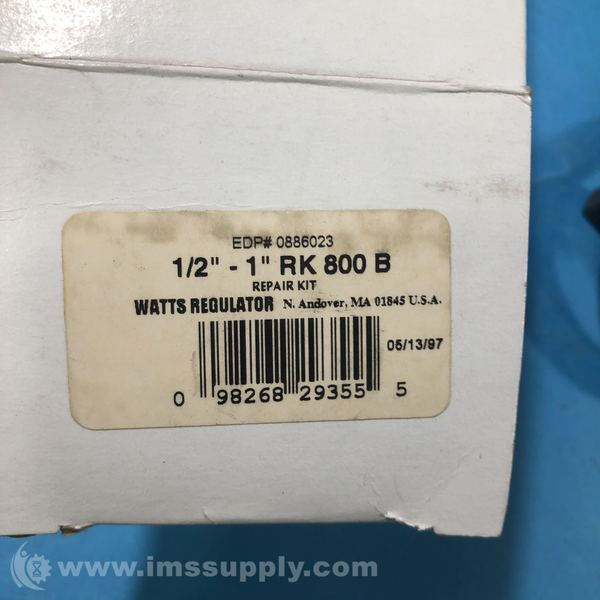 EDP# 0886023
1/2" - 1" RK 800 B
REPAIR KIT
WATTS REGULATOR N. Andover, MA 01845 U.S.A.
05/13/97
0 98268 29355 5
www.imssupply.com